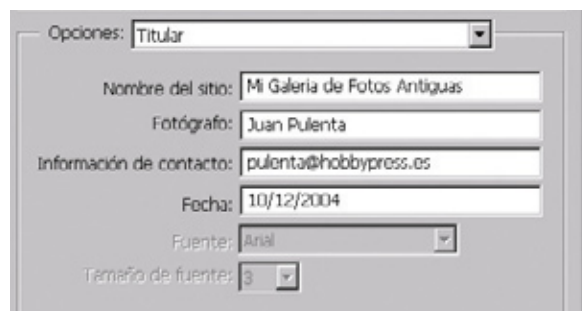 Opciones: Titular
Nombre del sitio: Mi Galeria de Fotos Antiguas
Fotógrafo: Juan Pulenta
Información de contacto: pulenta@hobbypress.es
Fecha: 10/12/2004
Fuente: Arial
Tamaño de fuente: 3